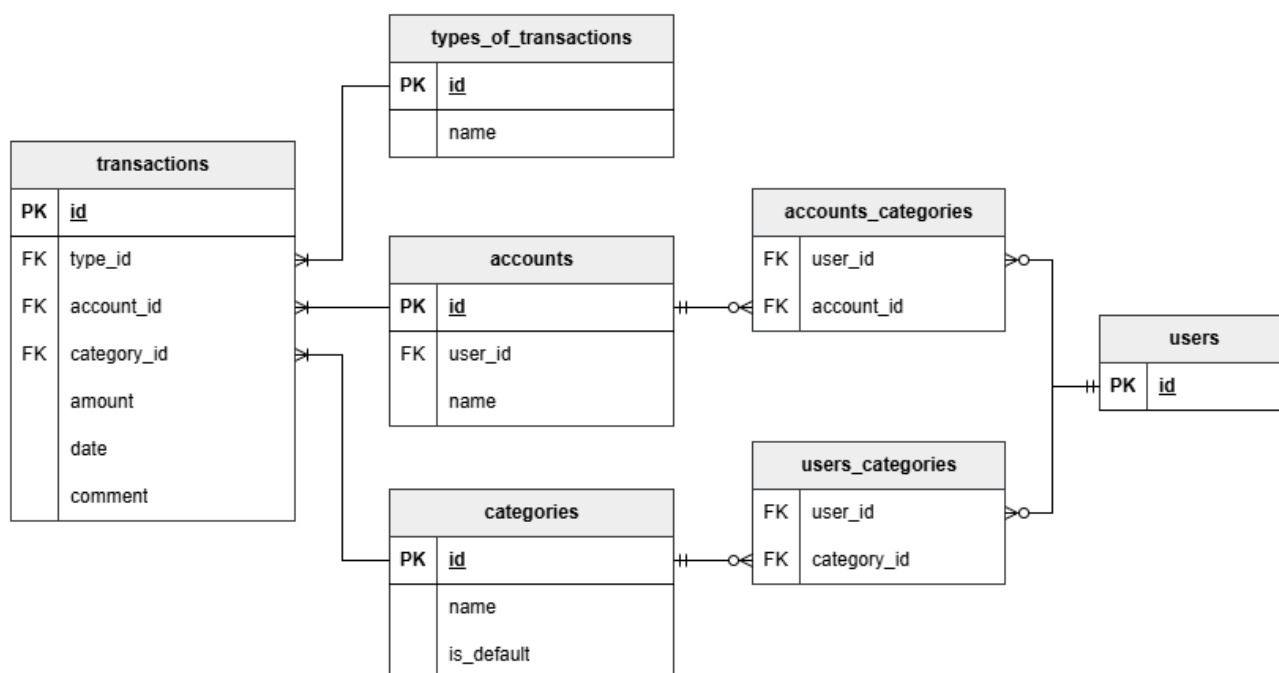 types_of_transactions
PK id
name
transactions
PK id
FK type_id
FK account_id
FK category_id
amount
date
comment
accounts
PK id
FK user_id
name
categories
PK id
name
is_default
accounts_categories
FK user_id
FK account_id
users_categories
FK user_id
FK category_id
users
PK id